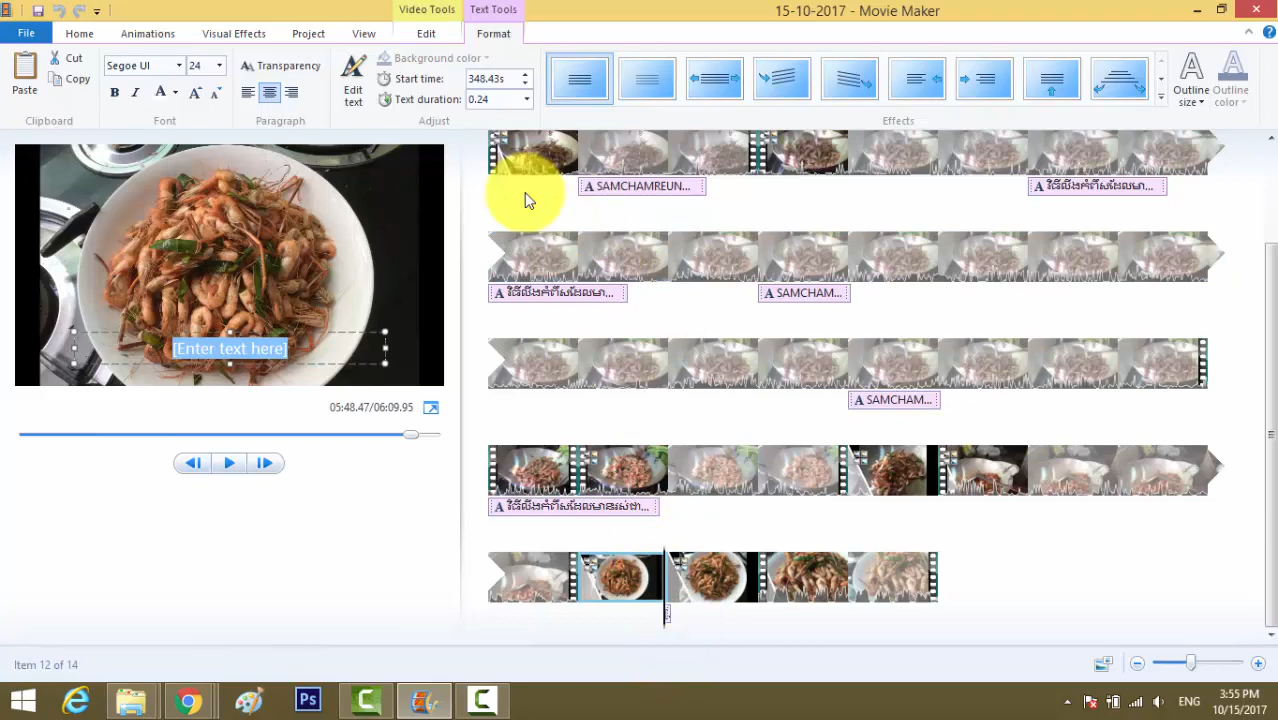 Video Tools
Text Tools
15-10-2017 - Movie Maker
File
Home
Animations
Visual Effects
Project
View
Edit
Format
Paste
Cut
Copy
Clipboard
Segoe UI
24
B I A A A
Font
Transparency
Paragraph
Edit text
Background color
Start time: 348.43s
Text duration: 0.24
Adjust
Effects
Outline size
Outline color
[Enter text here]
05:48.47/06:09.95
A SAMCHAMREUN...
A SAMCHAM...
A SAMCHAM...
Item 12 of 14
Ps
ENG
3:55 PM
10/15/2017